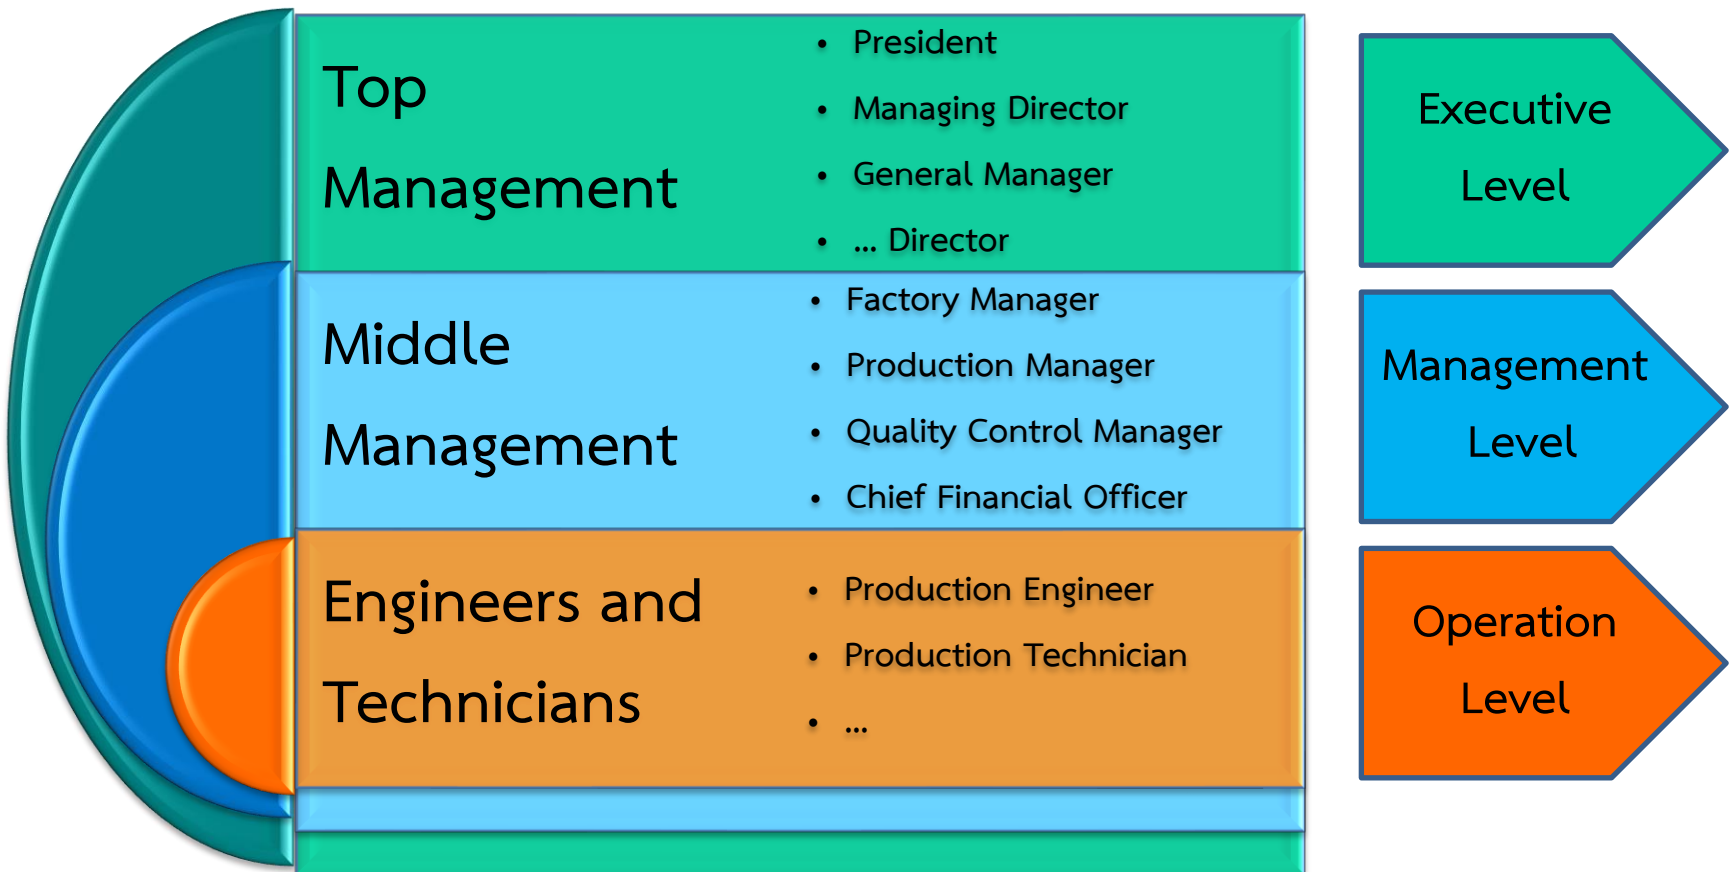 Top
Management
• President
• Managing Director
• General Manager
• ... Director
Executive
Level
Middle
Management
• Factory Manager
• Production Manager
• Quality Control Manager
• Chief Financial Officer
Management
Level
Engineers and
Technicians
• Production Engineer
• Production Technician
• ...
Operation
Level